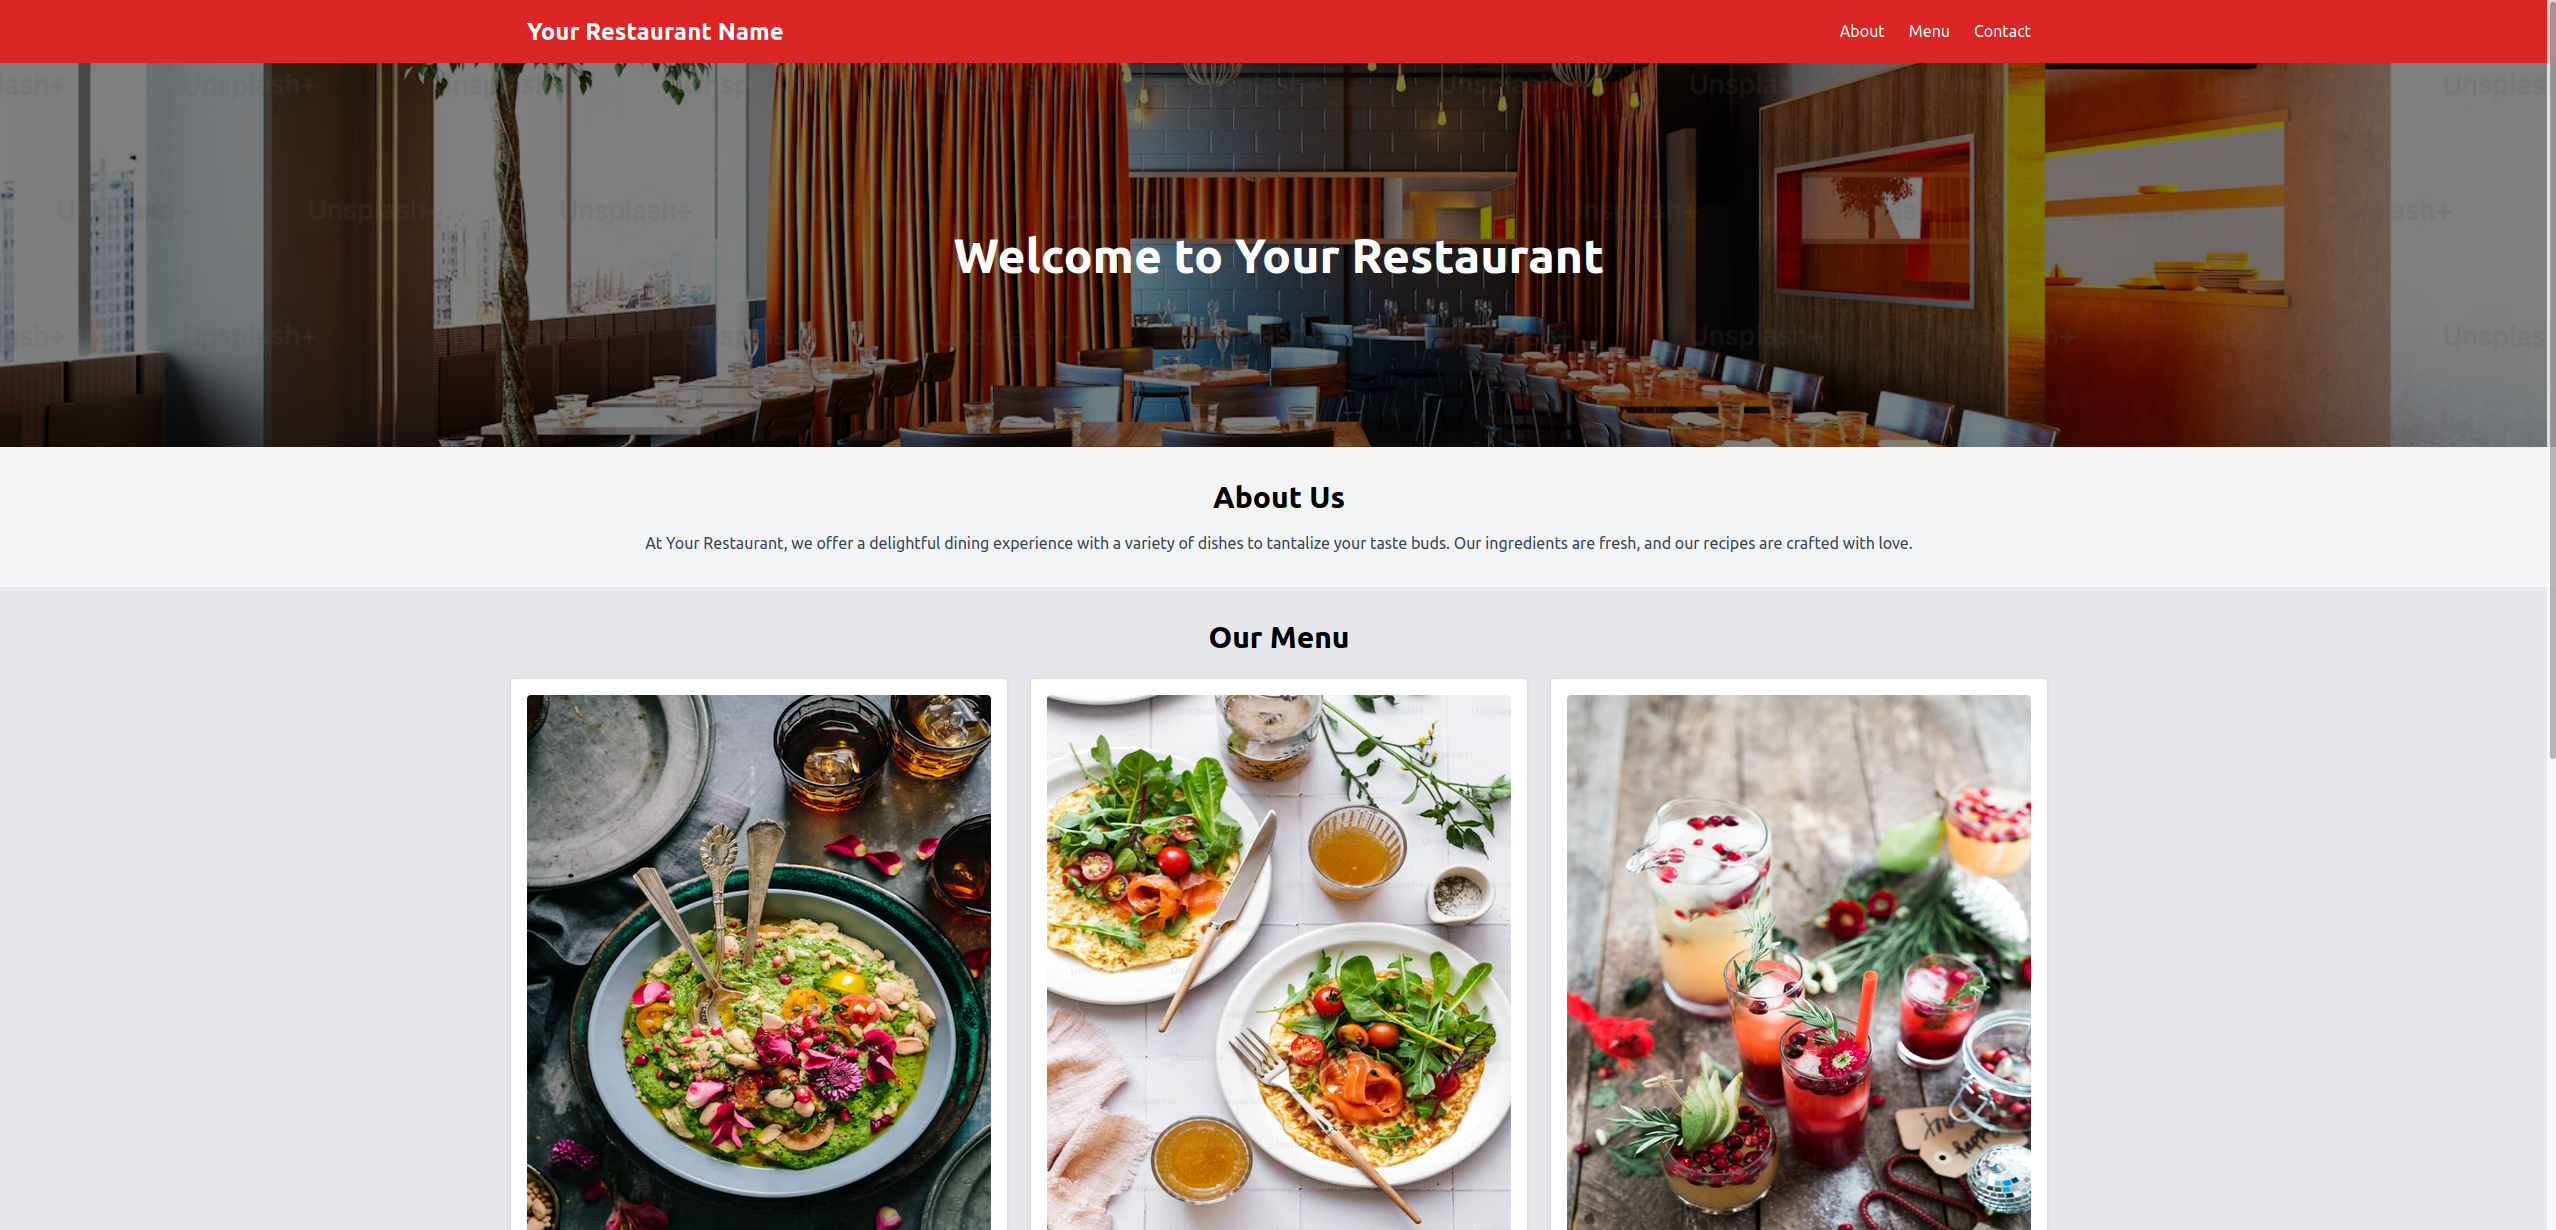 Your Restaurant Name
About Menu Contact
Unsplash+
Welcome to Your Restaurant
About Us
At Your Restaurant, we offer a delightful dining experience with a variety of dishes to tantalize your taste buds. Our ingredients are fresh, and our recipes are crafted with love.
Our Menu